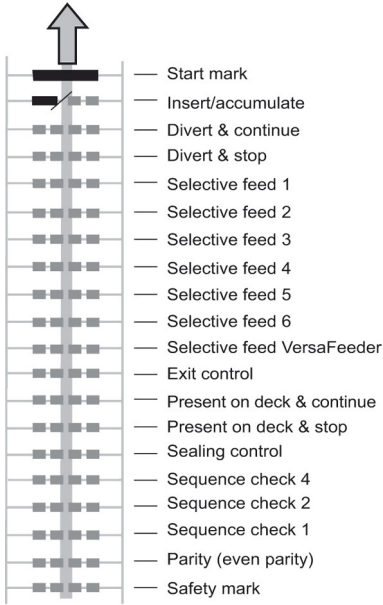 Start mark
Insert/accumulate
Divert & continue
Divert & stop
Selective feed 1
Selective feed 2
Selective feed 3
Selective feed 4
Selective feed 5
Selective feed 6
Selective feed VersaFeeder
Exit control
Present on deck & continue
Present on deck & stop
Sealing control
Sequence check 4
Sequence check 2
Sequence check 1
Parity (even parity)
Safety mark